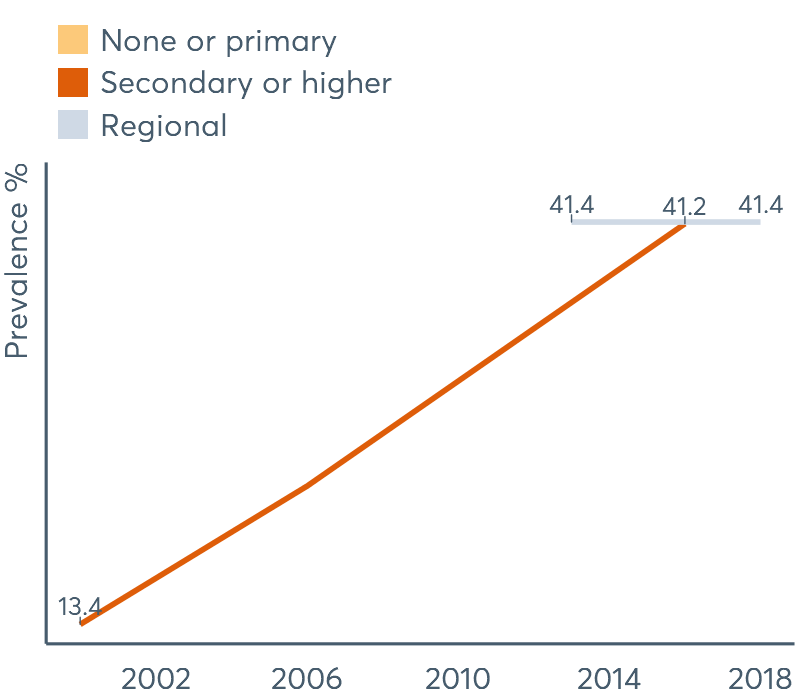 None or primary
Secondary or higher
Regional
Prevalence %
41.4 41.2 41.4
13.4
2002 2006 2010 2014 2018